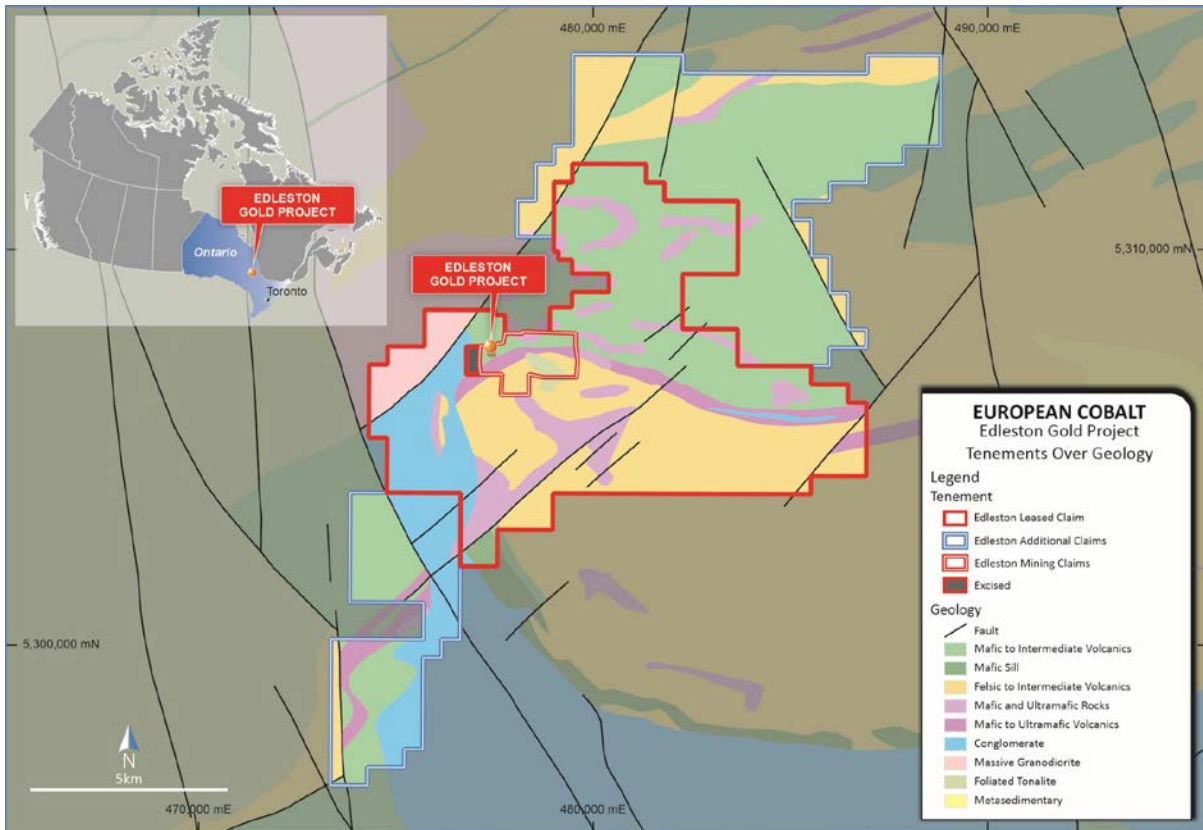 480,000 mE
490,000 mE
EDLESTON
GOLD PROJECT
Ontario
Toronto
5,310,000 mN
EDLESTON
GOLD PROJECT
EUROPEAN COBALT
Edleston Gold Project
Tenements Over Geology
Legend
Tenement
Edleston Leased Claim
Edleston Additional Claims
Edleston Mining Claims
Excised
Geology
Fault
Mafic to Intermediate Volcanics
Mafic Sill
Felsic to Intermediate Volcanics
Mafic and Ultramafic Rocks
Mafic to Ultramafic Volcanics
Conglomerate
Massive Granodiorite
Foliated Tonalite
Metasedimentary
5,300,000 mN
N
5km
470,000 mE
480,000 mE